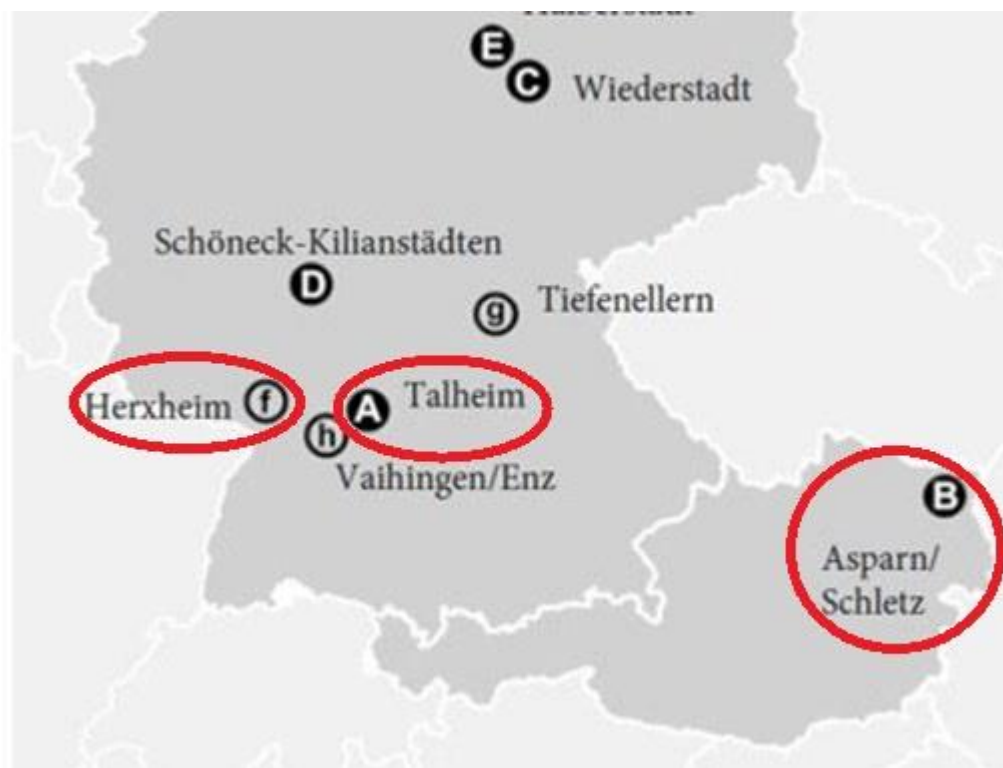 E
C
Wiederstadt
Schöneck-Kilianstädten
D
g
Tiefenellern
Herxheim
f
A
Talheim
h
Vaihingen/Enz
B
Asparn/
Schletz